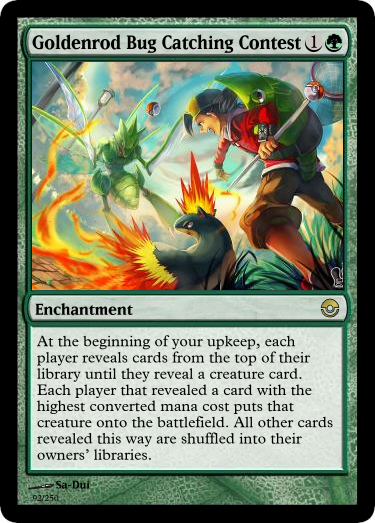 Goldenrod Bug Catching Contest 1
Enchantment
At the beginning of your upkeep, each
player reveals cards from the top of their
library until they reveal a creature card.
Each player that revealed a card with the
highest converted mana cost puts that
creature onto the battlefield. All other cards
revealed this way are shuffled into their
owners' libraries.
Sa-Dui
92/250